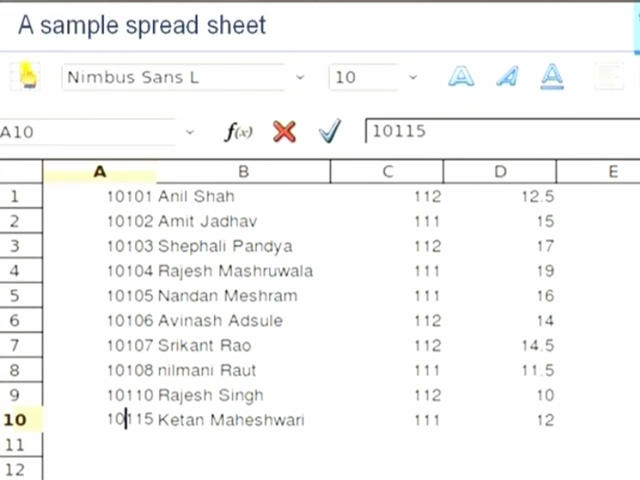 A sample spread sheet
Nimbus Sans L 10 A A A
A10 f(x) 10115
A B C D E
1 10101 Anil Shah 112 12.5
2 10102 Amit Jadhav 111 15
3 10103 Shephali Pandya 112 17
4 10104 Rajesh Mashruwala 111 19
5 10105 Nandan Meshram 111 16
6 10106 Avinash Adsule 112 14
7 10107 Srikant Rao 112 14.5
8 10108 nilmani Raut 111 11.5
9 10110 Rajesh Singh 112 10
10 10115 Ketan Maheshwari 111 12
11
12